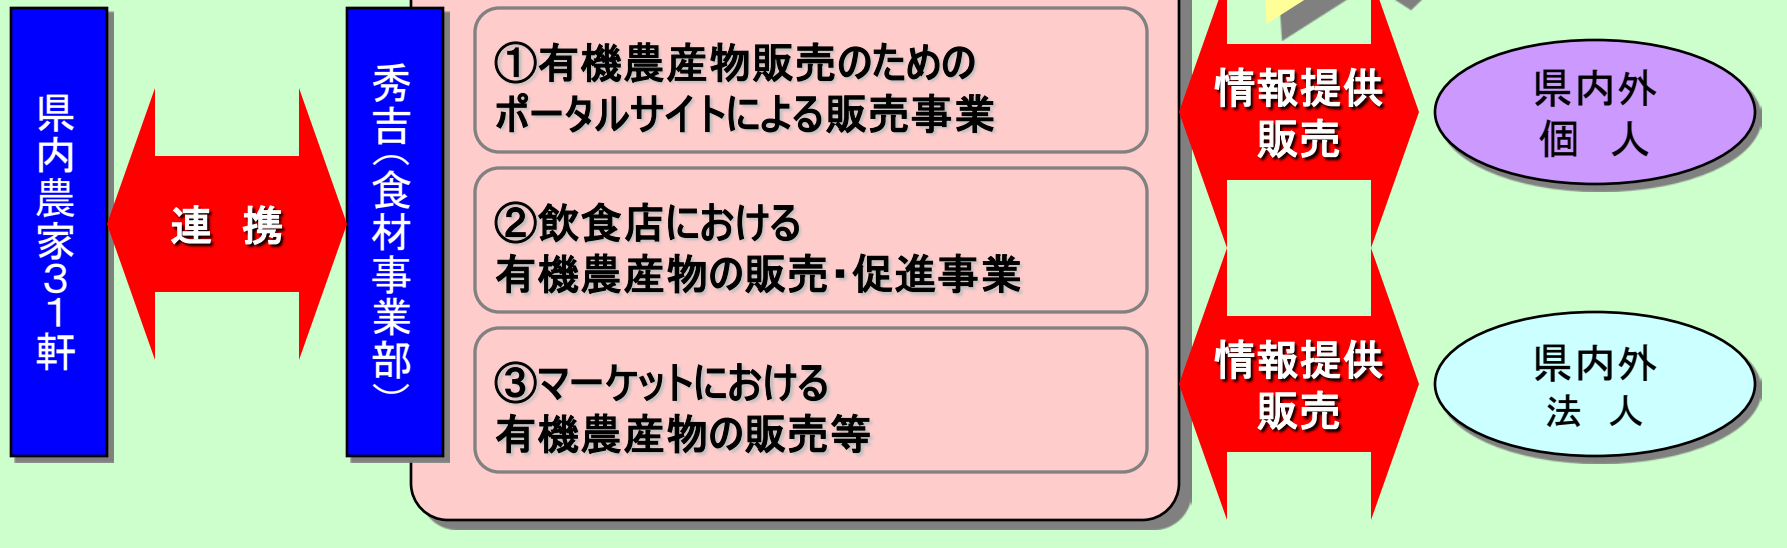 県内農家31軒
連　携
秀吉（食材事業部）
①有機農産物販売のための
ポータルサイトによる販売事業
②飲食店における
有機農産物の販売・促進事業
③マーケットにおける
有機農産物の販売等
情報提供
販売
県内外
個　人
情報提供
販売
県内外
法　人